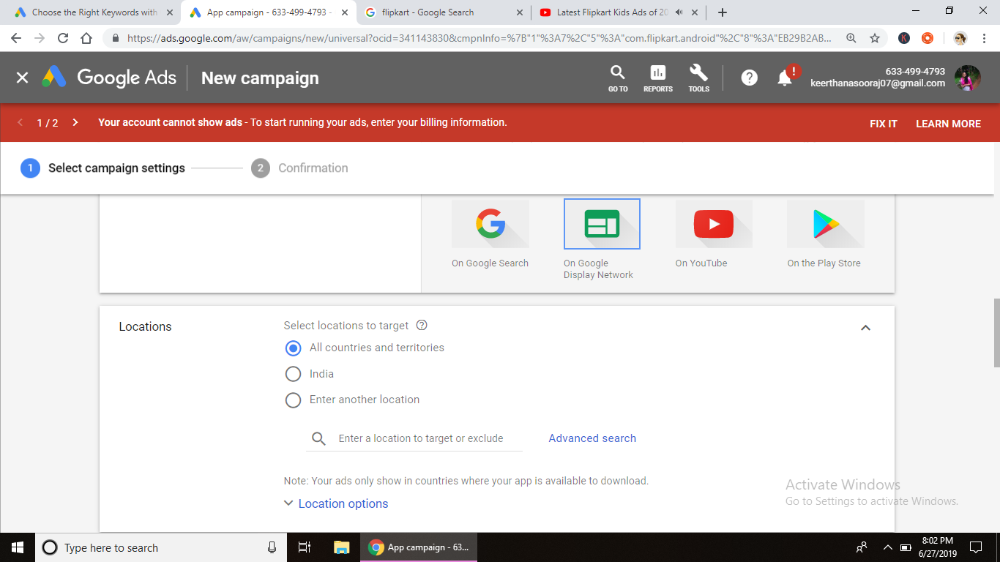 Choose the Right Keywords with
App campaign - 633-499-4793 -
flipkart - Google Search
Latest Flipkart Kids Ads of 20
https://ads.google.com/aw/campaigns/new/universal?ocid=341143830&cmpnInfo=%7B"1"%3A7%2C"5"%3A"com.flipkart.android"%2C"8"%3A"EB29B2AB...
K
Google Ads
New campaign
GO TO
REPORTS
TOOLS
?
!
633-499-4793
keerthanasooraj07@gmail.com
1 / 2
Your account cannot show ads - To start running your ads, enter your billing information.
FIX IT
LEARN MORE
1
Select campaign settings
2
Confirmation
On Google Search
On Google
Display Network
On YouTube
On the Play Store
Locations
Select locations to target
?
All countries and territories
India
Enter another location
Enter a location to target or exclude
Advanced search
Note: Your ads only show in countries where your app is available to download.
Location options
Activate Windows
Go to Settings to activate Windows.
Type here to search
App campaign - 63...
8:02 PM
6/27/2019